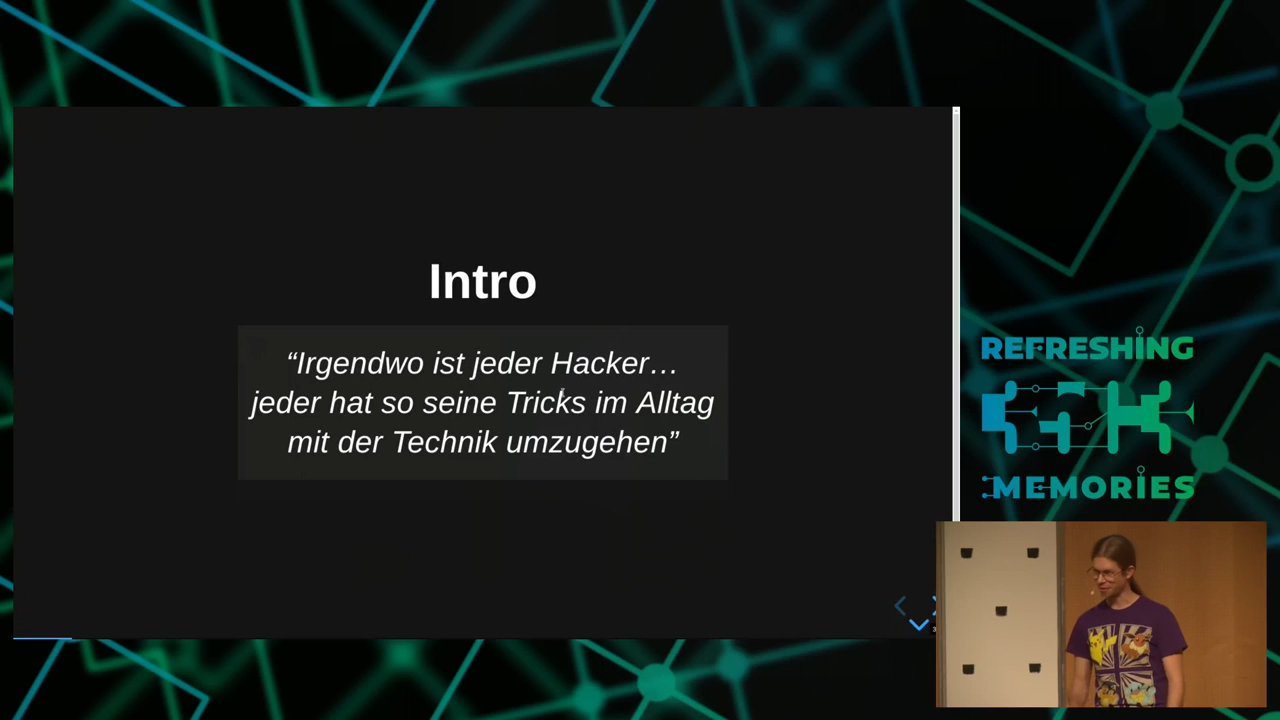 Intro
“Irgendwo ist jeder Hacker…
jeder hat so seine Tricks im Alltag
mit der Technik umzugehen”
REFRESHING
MEMORIES